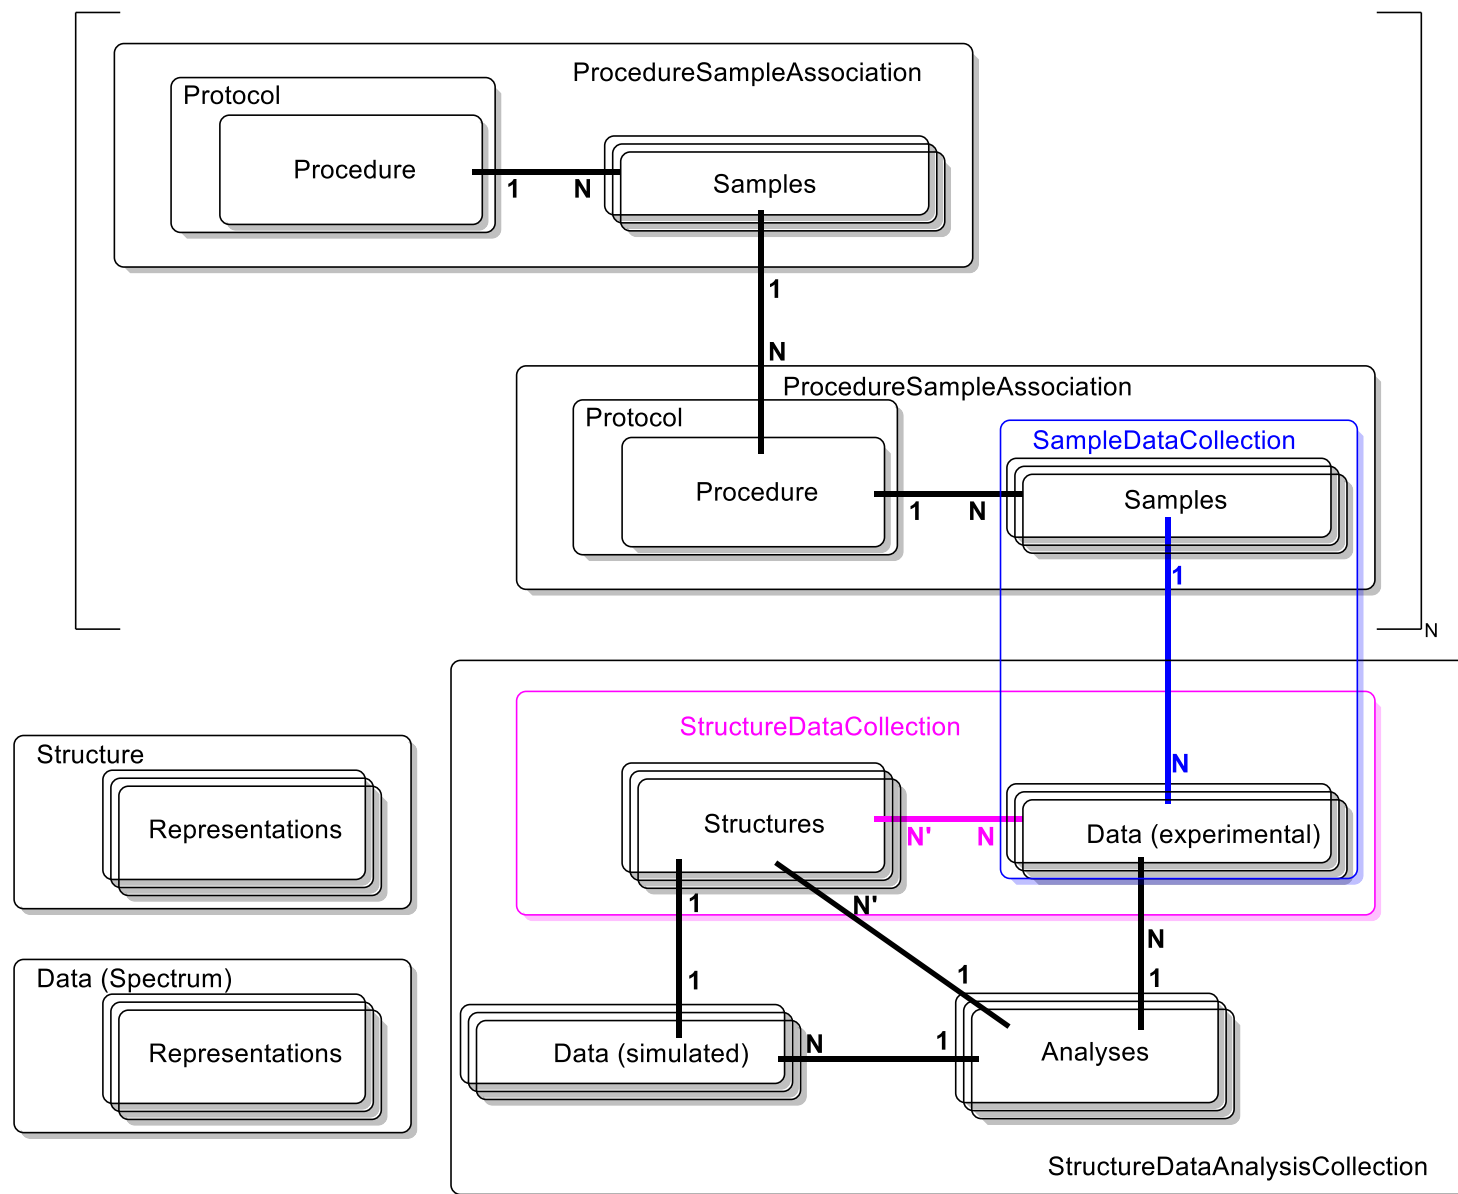 ProcedureSampleAssociation
Protocol
Procedure
Samples
1
N
1
N
ProcedureSampleAssociation
Protocol
SampleDataCollection
Procedure
Samples
1
N
1
N
StructureDataCollection
N
Structure
Representations
Structures
Data (experimental)
N'
N
1
N'
N
1
1
1
Data (Spectrum)
Representations
Data (simulated)
N
1
Analyses
StructureDataAnalysisCollection